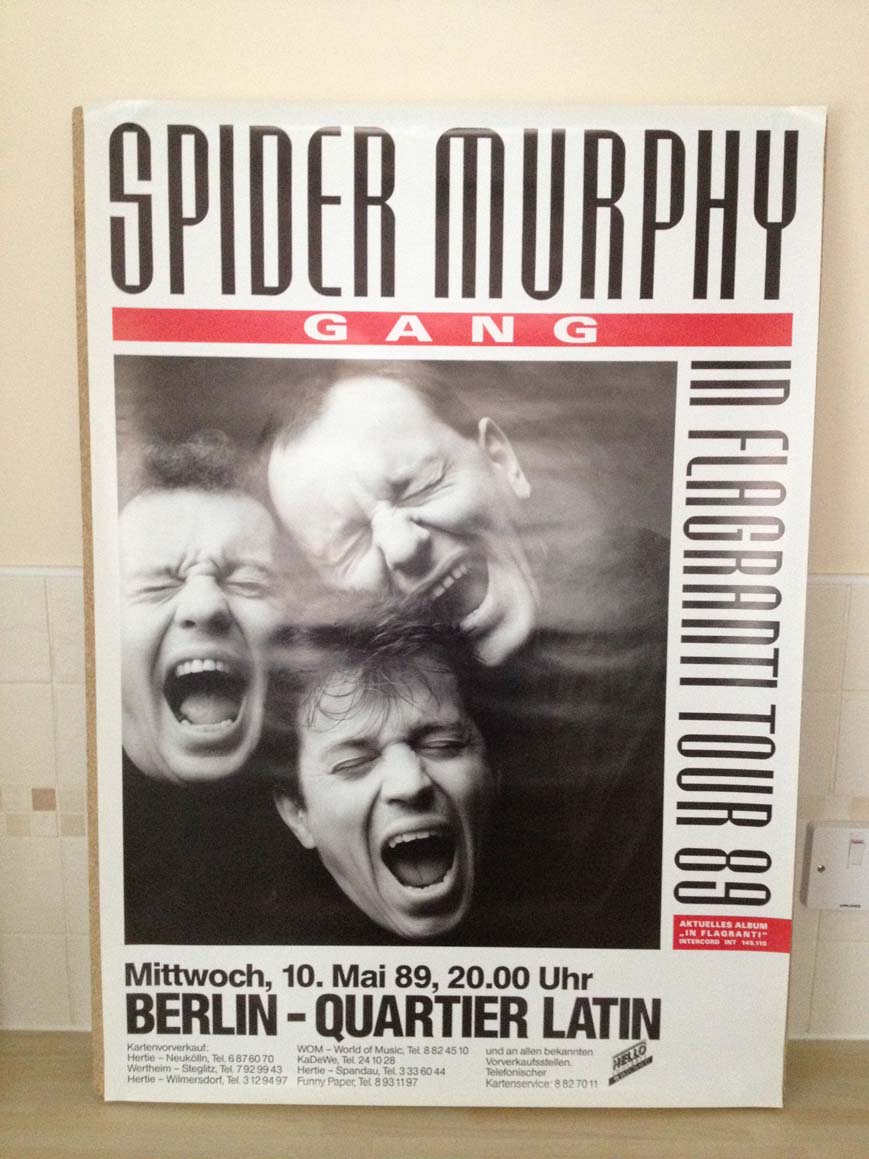 SPIDER MURPHY
GANG
IN FLAGRANTI TOUR 89
AKTUELLES ALBUM
„IN FLAGRANTI"
INTERCORD INT 145.110
Mittwoch, 10. Mai 89, 20.00 Uhr
BERLIN – QUARTIER LATIN
Kartenvorverkauf:
Hertie – Neukölln, Tel. 6 87 60 70
Wertheim – Steglitz, Tel. 7 92 99 43
Hertie – Wilmersdorf, Tel. 3 12 94 97
WOM – World of Music, Tel. 8 82 45 10
KaDeWe, Tel. 24 10 28
Hertie – Spandau, Tel. 3 33 60 44
Funny Paper, Tel. 8 93 11 97
und an allen bekannten
Vorverkaufsstellen.
Telefonischer
Kartenservice: 8 82 70 11
HELLO